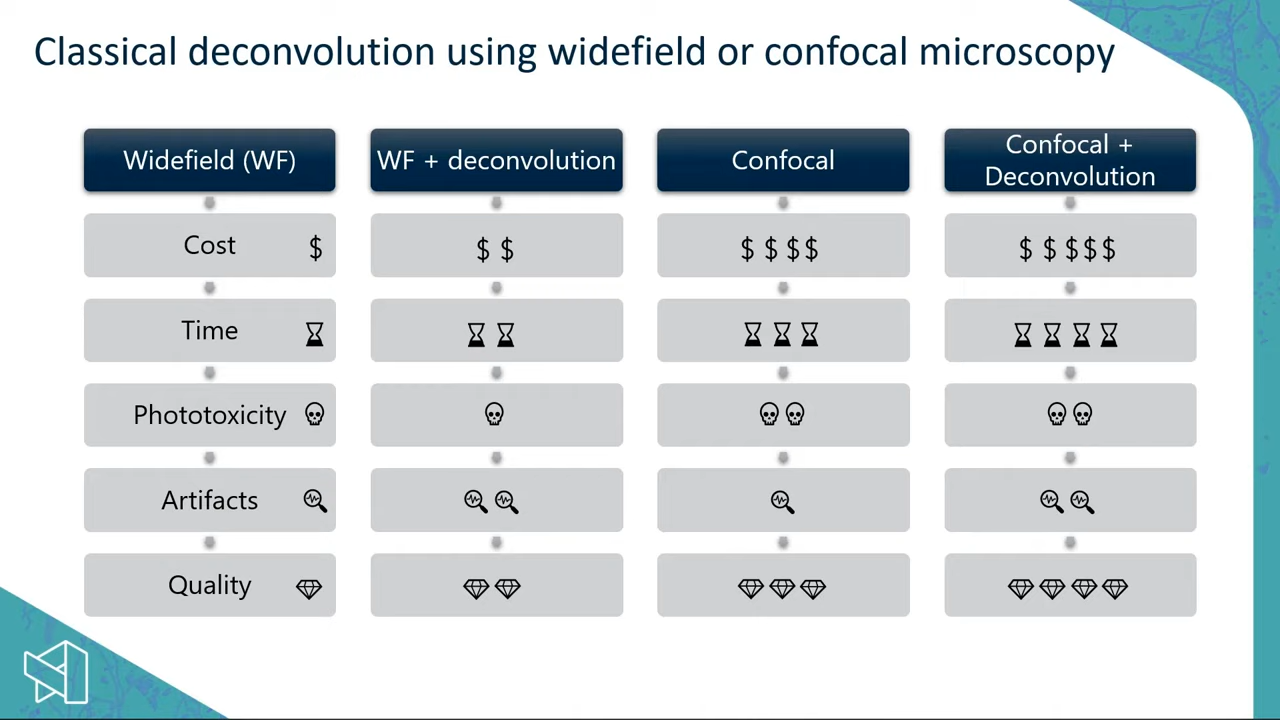 Classical deconvolution using widefield or confocal microscopy
Widefield (WF)
WF + deconvolution
Confocal
Confocal +
Deconvolution
Cost $
$ $
$ $ $$
$ $ $$$
Time
Phototoxicity
Artifacts
Quality